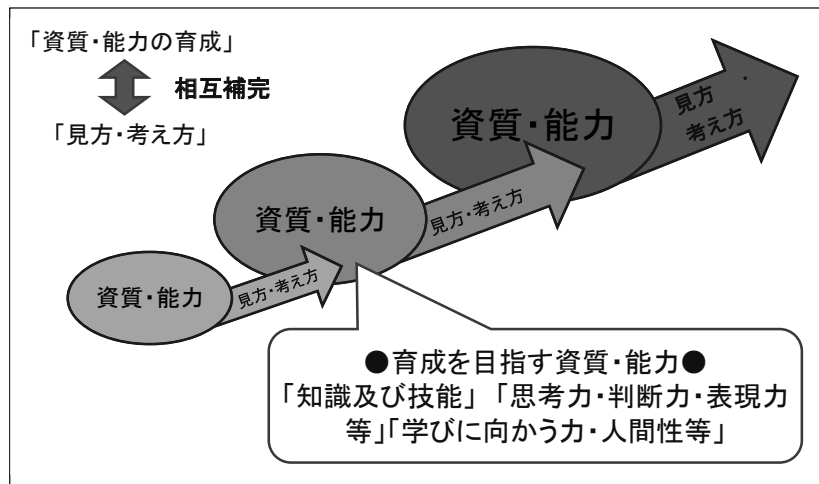 「資質・能力の育成」
相互補完
「見方・考え方」
資質・能力
見方・考え方
資質・能力
見方・考え方
資質・能力
見方・
考え方
●育成を目指す資質・能力●
「知識及び技能」「思考力・判断力・表現力
等」「学びに向かう力・人間性等」